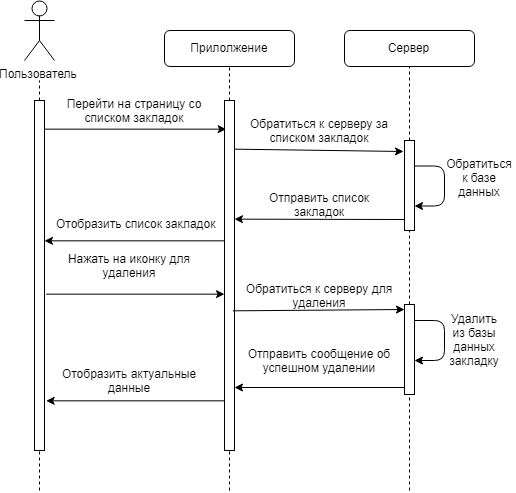 Прилолжение
Сервер
Пользователь
Перейти на страницу со
списком закладок
Обратиться к серверу за
списком закладок
Обратиться
к базе
данных
Отправить список
закладок
Отобразить список закладок
Нажать на иконку для
удаления
Обратиться к серверу для
удаления
Удалить
из базы
данных
закладку
Отправить сообщение об
успешном удалении
Отобразить актуальные
данные